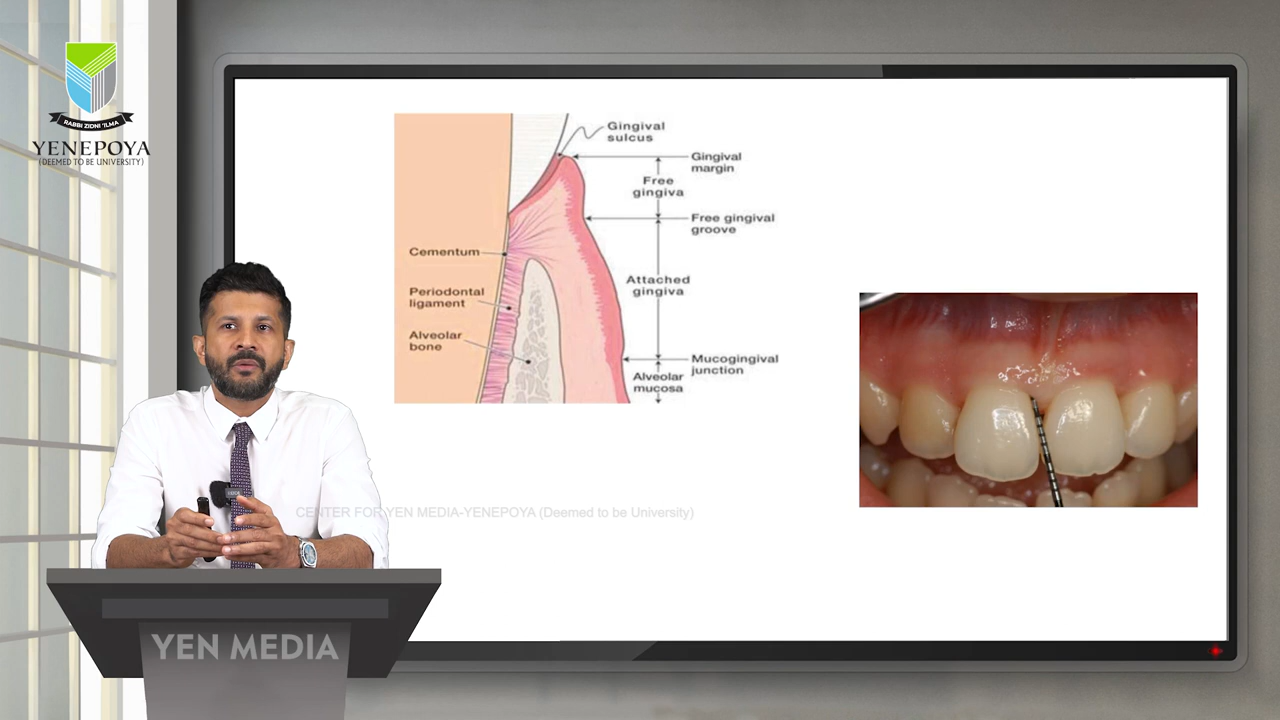 RABBI ZIDNI 'ILMA
YENEPOYA
(DEEMED TO BE UNIVERSITY)
Gingival
sulcus
Gingival
margin
Free
gingiva
Free gingival
groove
Cementum
Attached
gingiva
Periodontal
ligament
Alveolar
bone
Mucogingival
junction
Alveolar
mucosa
CENTER FOR YEN MEDIA-YENEPOYA (Deemed to be University)
YEN MEDIA